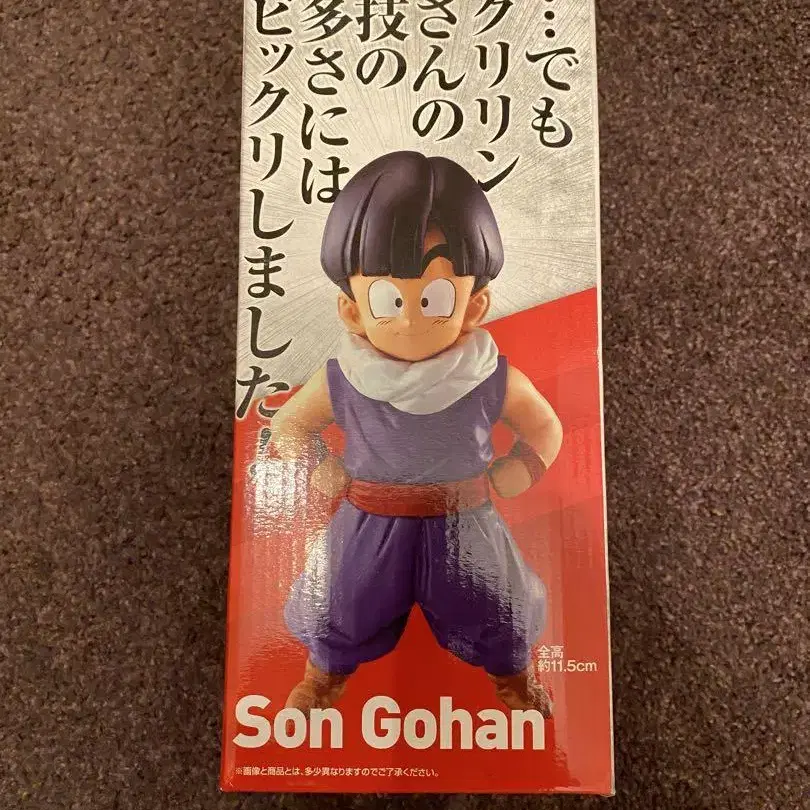 …でも
クリリン
さんの
技の
多さには
ビックリしました！
全高
約11.5cm
Son Gohan
※画像と商品とは、多少異なりますのでご了承ください。